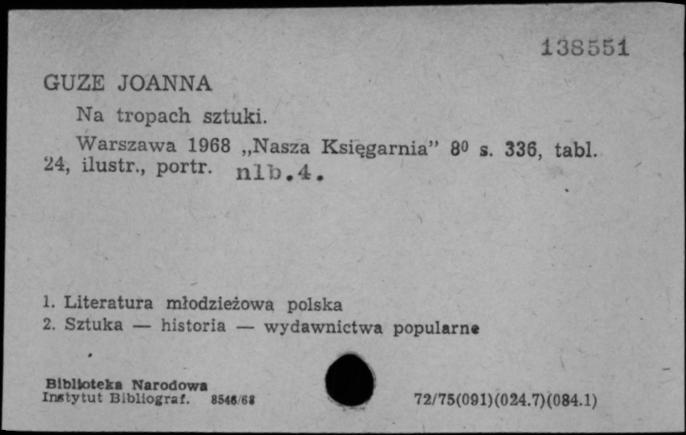 138551
GUZE JOANNA
Na tropach sztuki.
Warszawa 1968 „Nasza Księgarnia” 8⁰ s. 336, tabl.
24, ilustr., portr. nlb.4.
1. Literatura młodzieżowa polska
2. Sztuka — historia — wydawnictwa popularne
Biblioteka Narodowa
Instytut Bibliograf. 8546/68
72/75(091)(024.7)(084.1)